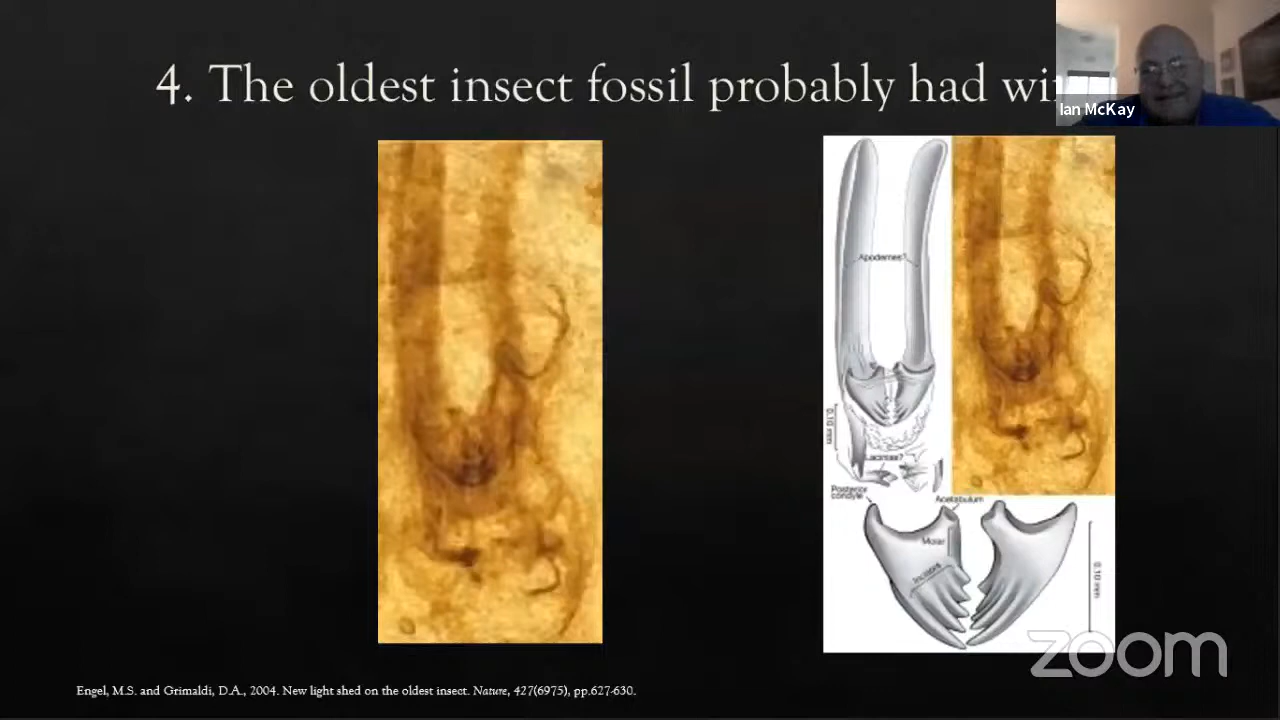 4. The oldest insect fossil probably had wi
Ian McKay
Apodemes?
0.10 mm
Laciniae?
Posterior
condyle
Acetabulum
Molar
Incisors
0.10 mm
zoom
Engel, M.S. and Grimaldi, D.A., 2004. New light shed on the oldest insect. Nature, 427(6975), pp.627-630.